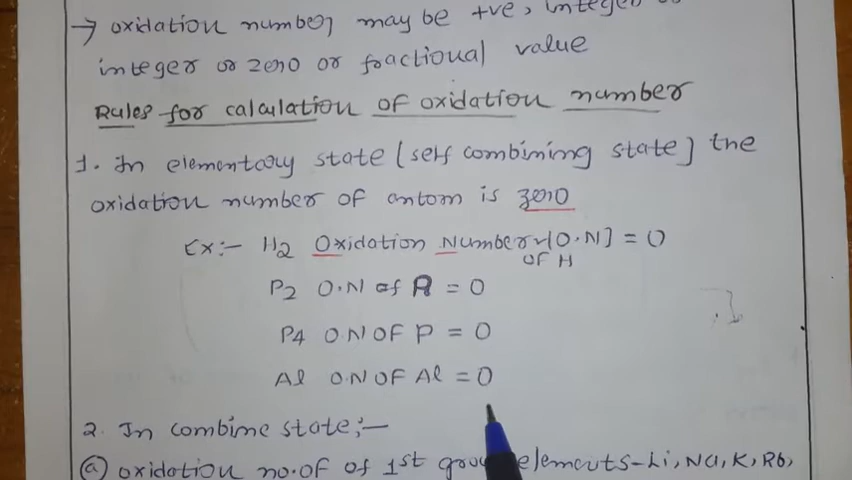 → oxidation number, may be +ve, integer
integer or zero or fractional value
Rules for calculation of oxidation number
1. In elementary state [self combining state] the
oxidation number of antom is zero
Ex:- H2 Oxidation Number [O.N] = 0
OF H
P2 O.N of P = 0
P4 O.N OF P = 0
Al O.N OF Al = 0
2. In combine state;-
(a) oxidation no.OF of 1st group elements-Li, Na, K, Rb,